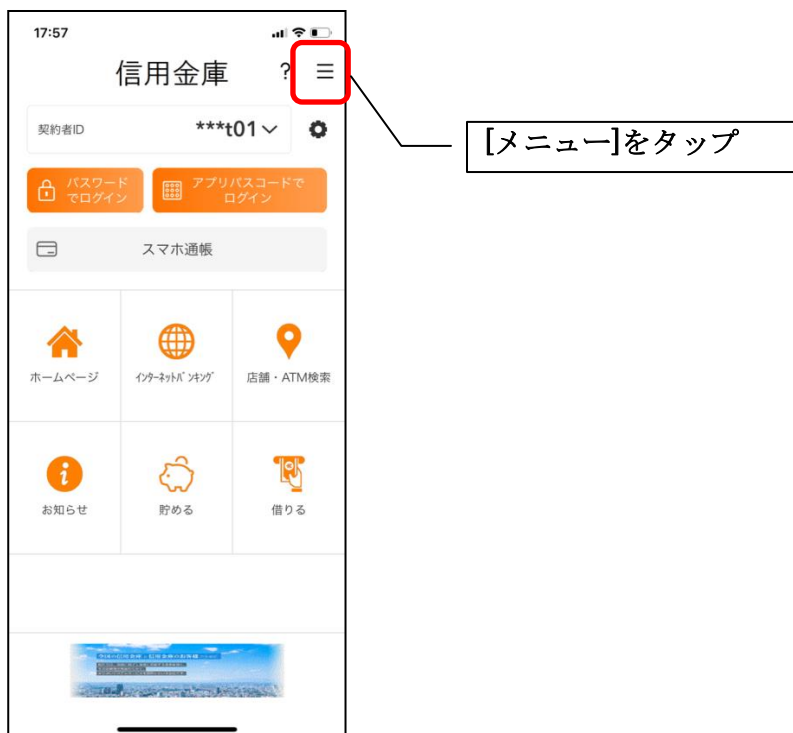 17:57
信用金庫
?
契約者ID
***t01
パスワード
でログイン
アプリパスコードで
ログイン
スマホ通帳
ホームページ
インターネットバンキング
店舗・ATM検索
お知らせ
貯める
借りる
[メニュー]をタップ